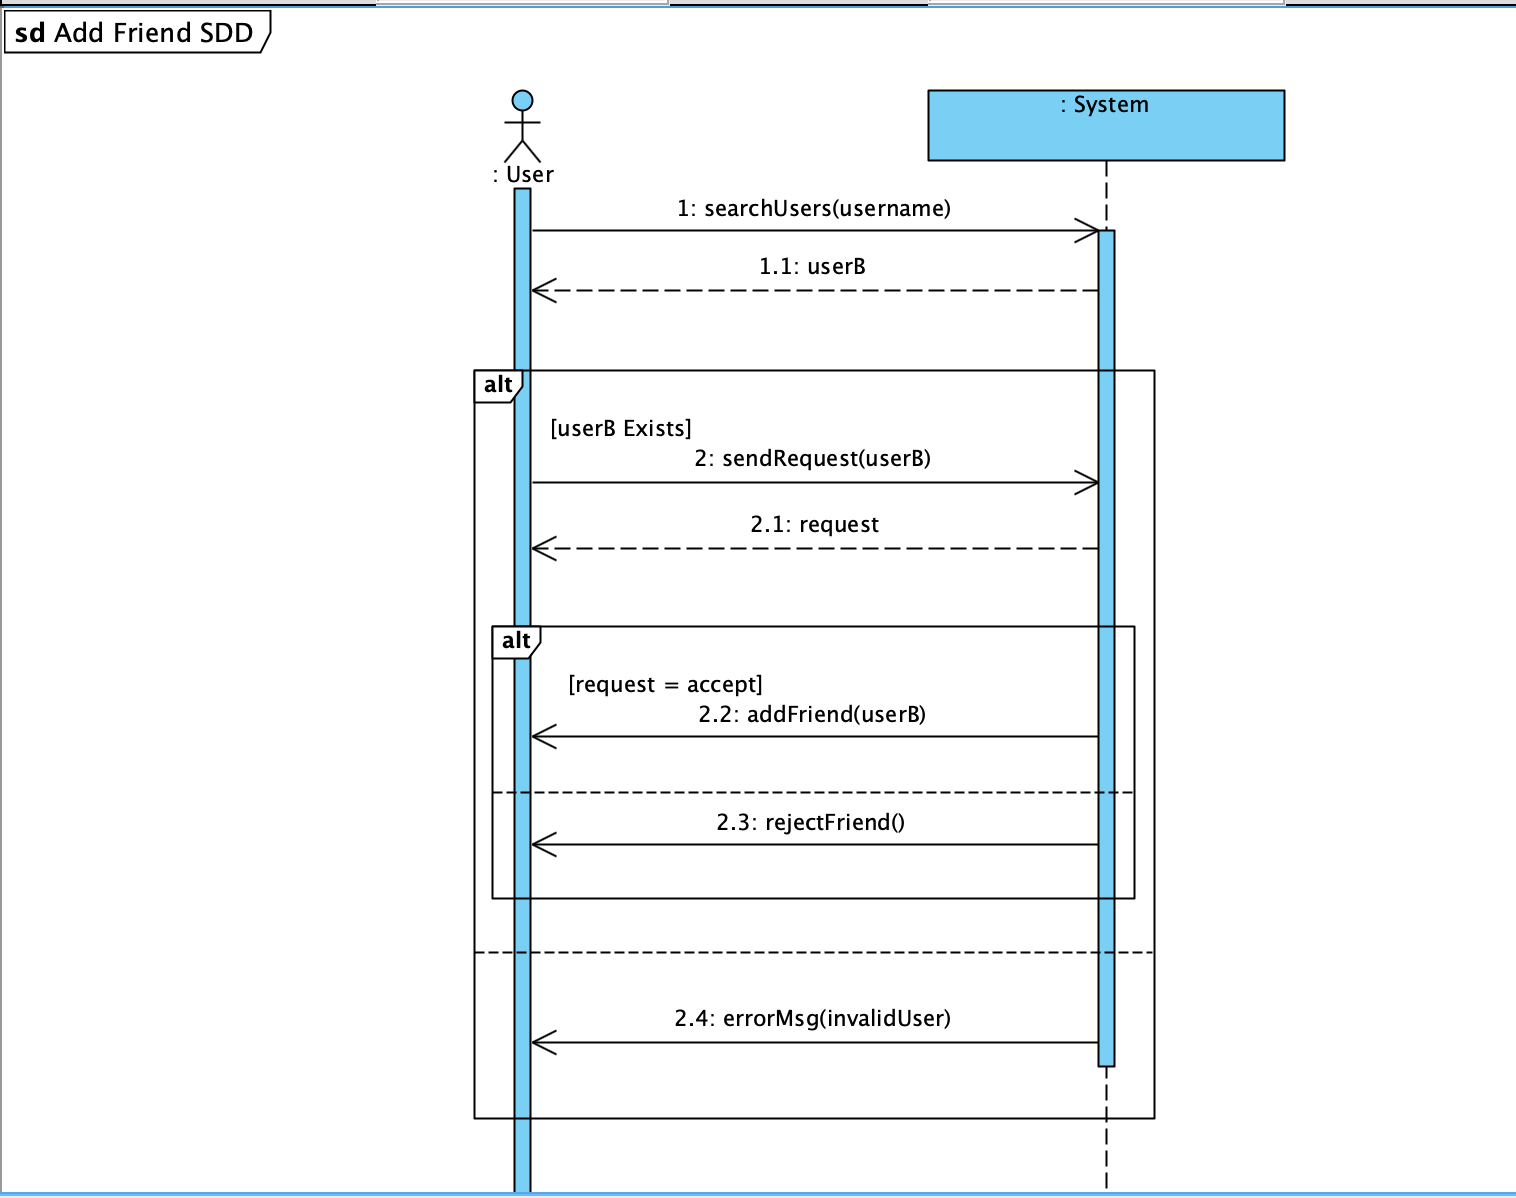 sd Add Friend SDD
: System
: User
1: searchUsers(username)
1.1: userB
alt
[userB Exists]
2: sendRequest(userB)
2.1: request
alt
[request = accept]
2.2: addFriend(userB)
2.3: rejectFriend()
2.4: errorMsg(invalidUser)